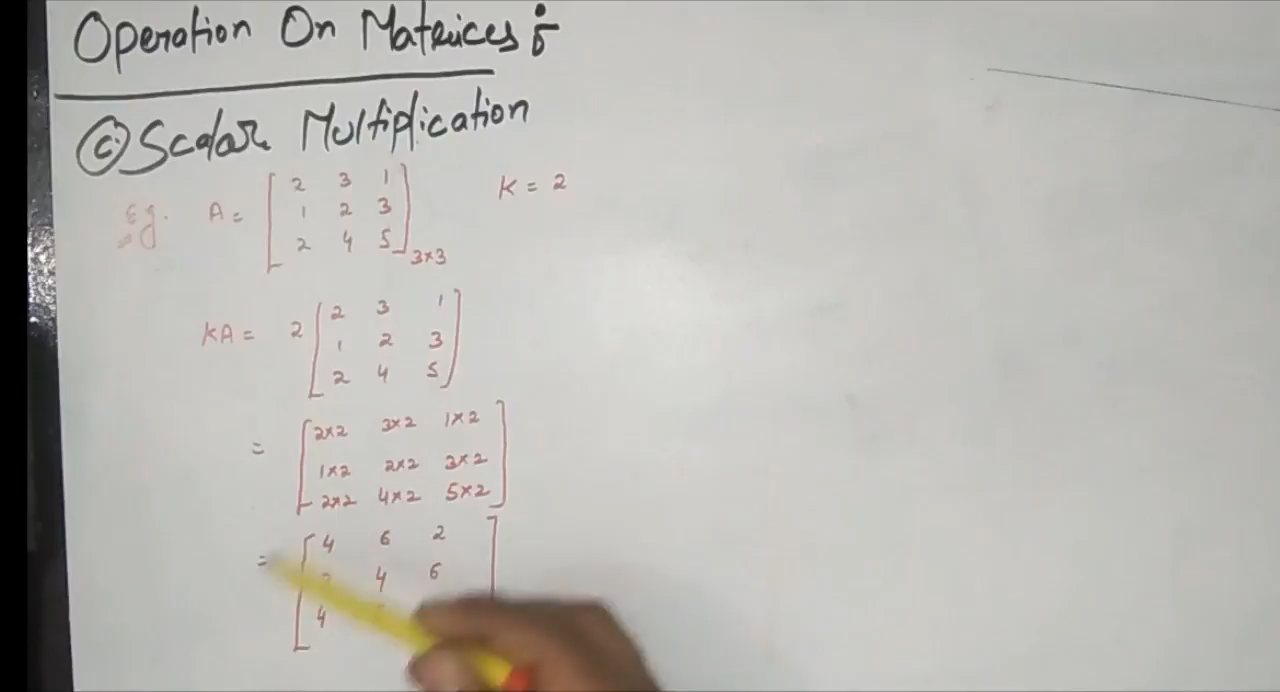 Operation On Matrices :-
(C) Scalar Multiplication
Eg. A = [ 2 3 1 K = 2
1 2 3
2 4 5 ] 3×3
KA = 2 [ 2 3 1
1 2 3
2 4 5 ]
= [ 2×2 3×2 1×2
1×2 2×2 3×2
2×2 4×2 5×2 ]
= [ 4 6 2
4 6
4 ]